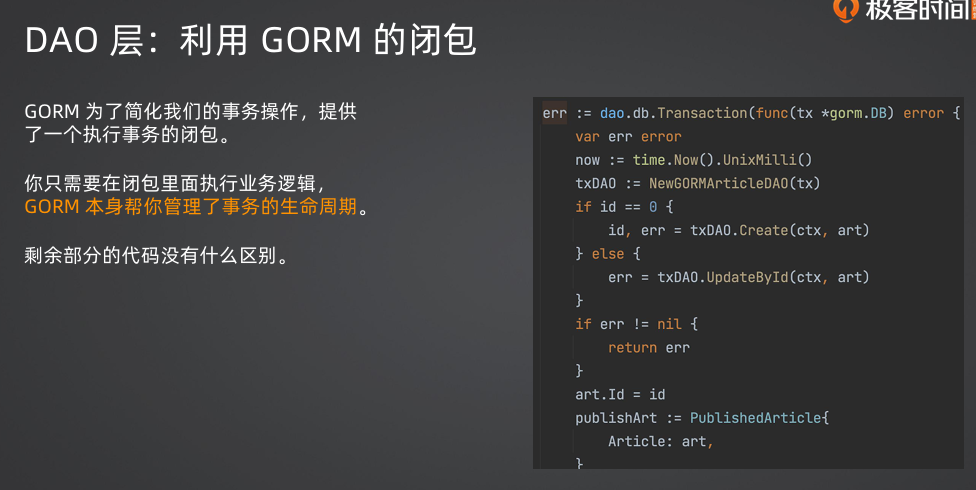 极客时间
DAO 层：利用 GORM 的闭包
GORM 为了简化我们的事务操作，提供
了一个执行事务的闭包。
你只需要在闭包里面执行业务逻辑，
GORM 本身帮你管理了事务的生命周期。
剩余部分的代码没有什么区别。
err := dao.db.Transaction(func(tx *gorm.DB) error {
    var err error
    now := time.Now().UnixMilli()
    txDAO := NewGORMArticleDAO(tx)
    if id == 0 {
        id, err = txDAO.Create(ctx, art)
    } else {
        err = txDAO.UpdateById(ctx, art)
    }
    if err != nil {
        return err
    }
    art.Id = id
    publishArt := PublishedArticle{
        Article: art,
    }